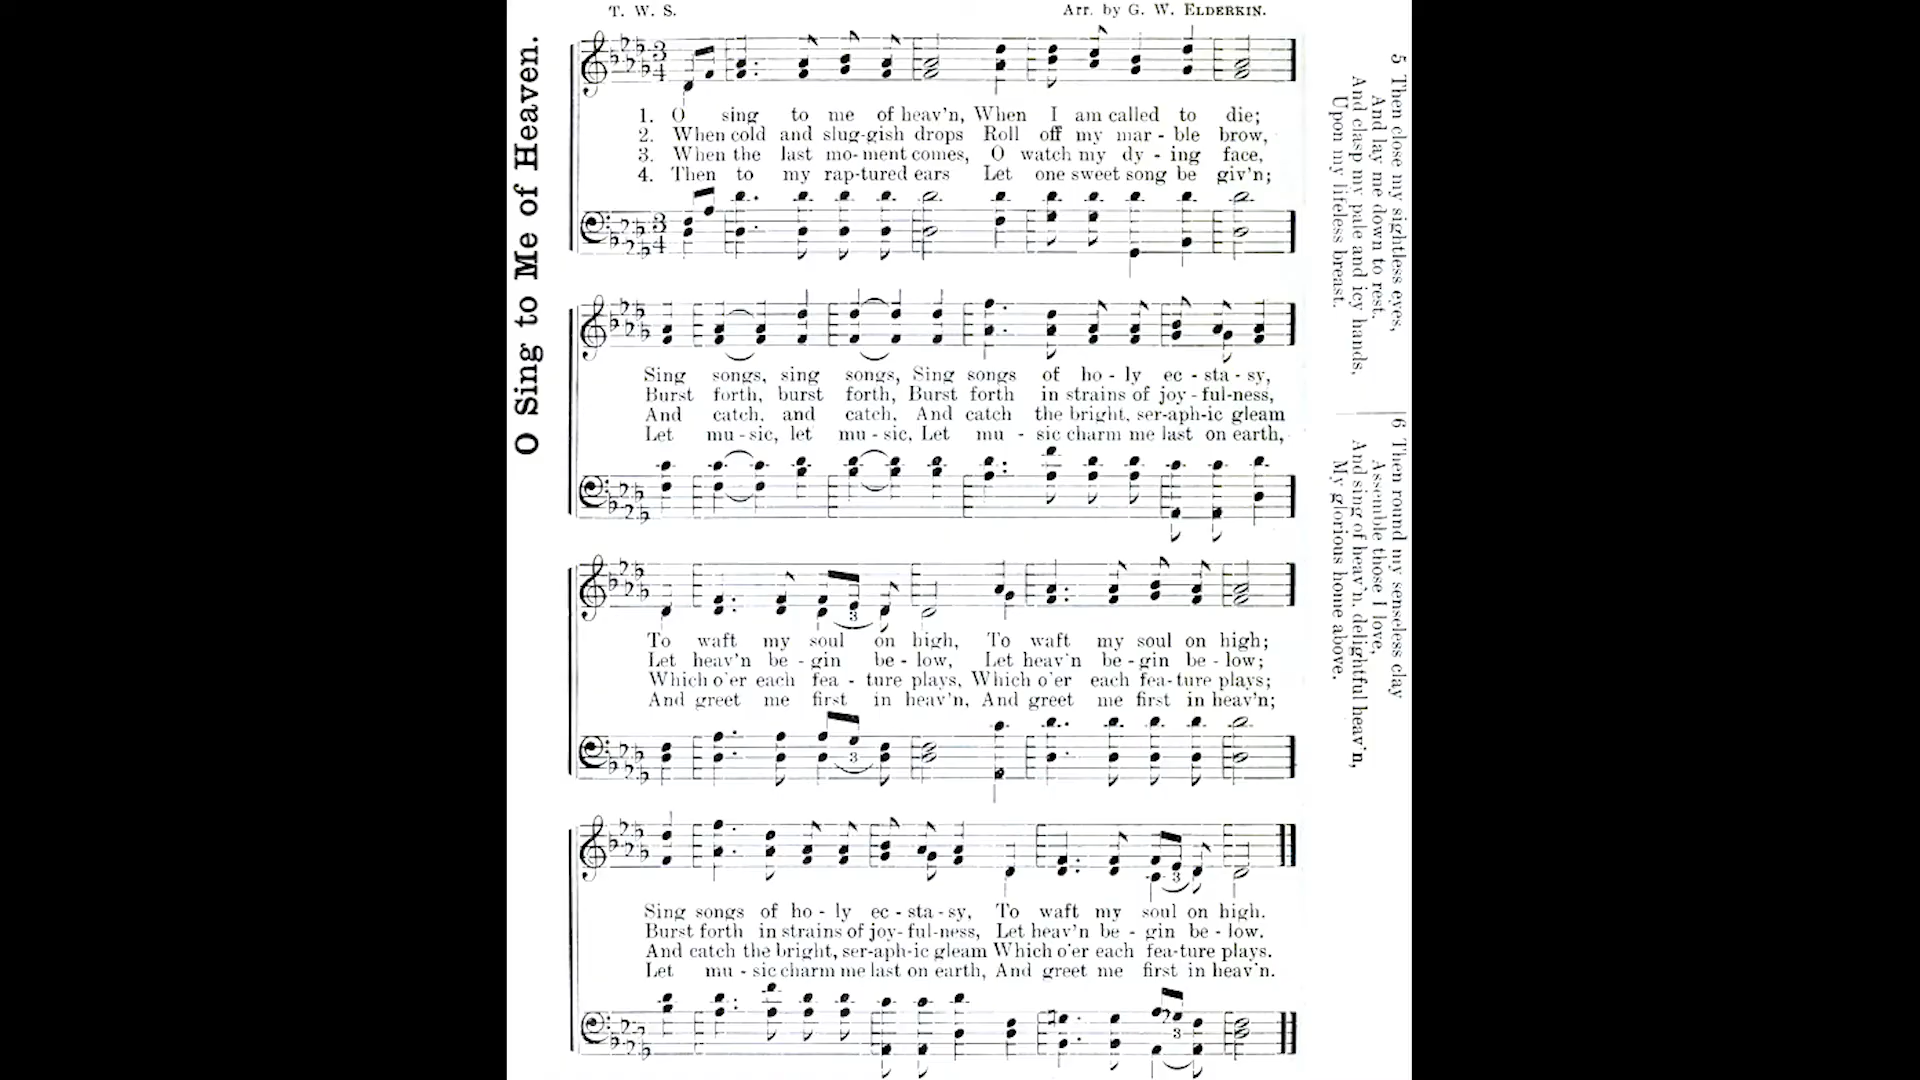 O Sing to Me of Heaven.
T. W. S.
Arr. by G. W. ELDERKIN.
1. O sing to me of heav'n, When I am called to die;
2. When cold and slug-gish drops Roll off my mar - ble brow,
3. When the last mo-ment comes, O watch my dy - ing face,
4. Then to my rap-tured ears Let one sweet song be giv'n;
Sing songs, sing songs, Sing songs of ho - ly ec - sta - sy,
Burst forth, burst forth, Burst forth in strains of joy - ful-ness,
And catch, and catch, And catch the bright, ser-aph-ic gleam
Let mu - sic, let mu - sic, Let mu - sic charm me last on earth,
3
To waft my soul on high, To waft my soul on high;
Let heav'n be - gin be - low, Let heav'n be - gin be - low;
Which o'er each fea - ture plays, Which o'er each fea-ture plays;
And greet me first in heav'n, And greet me first in heav'n;
3
3
Sing songs of ho - ly ec - sta - sy, To waft my soul on high.
Burst forth in strains of joy- ful-ness, Let heav'n be - gin be - low.
And catch the bright, ser-aph-ic gleam Which o'er each fea-ture plays.
Let mu - sic charm me last on earth, And greet me first in heav'n.
3
5 Then close my sightless eyes,
And lay me down to rest.
And clasp my pale and icy hands,
Upon my lifeless breast.
6 Then round my senseless clay
Assemble those I love,
And sing of heav'n, delightful heav'n,
My glorious home above.